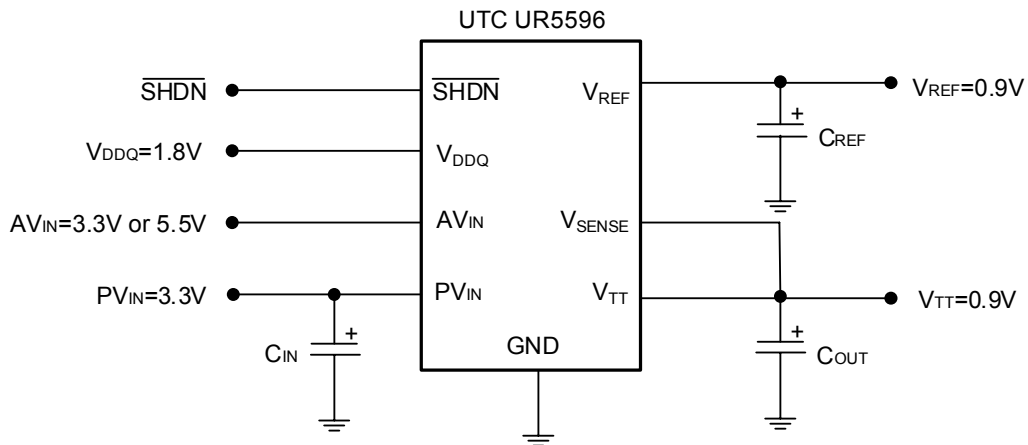 UTC UR5596
SHDN
SHDN
VREF
VREF=0.9V
CREF
VDDQ=1.8V
VDDQ
AVIN=3.3V or 5.5V
AVIN
VSENSE
PVIN=3.3V
PVIN
VTT
VTT=0.9V
+
+
+
CIN
GND
COUT